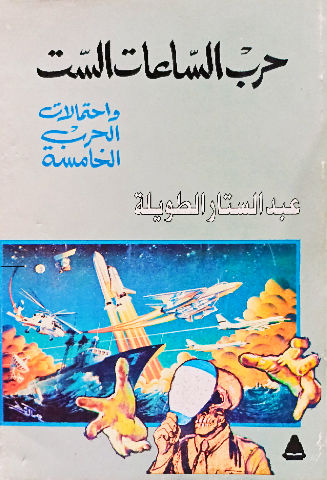 حرب الساعات الست
واحتمالات
الحرب
الخامسة
عبد الستار الطويلة